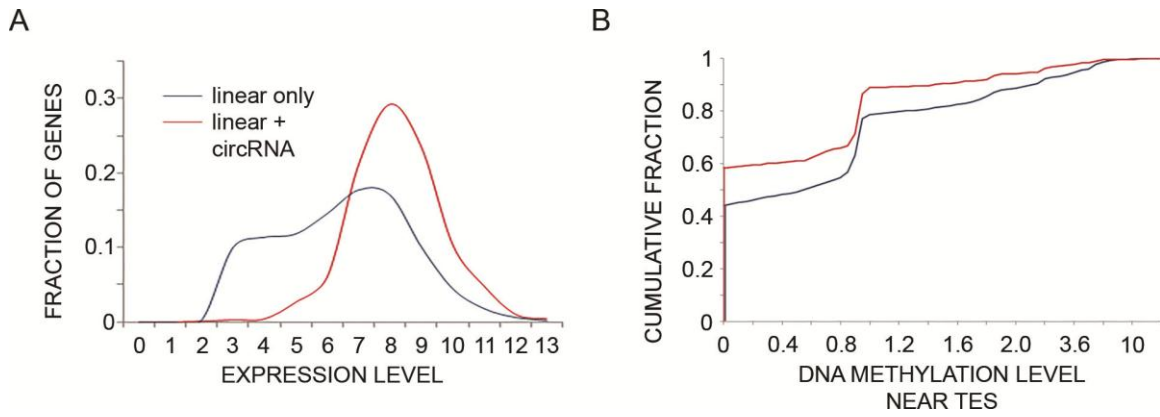 A
B
FRACTION OF GENES
0.3
0.2
0.1
0
linear only
linear +
circRNA
0 1 2 3 4 5 6 7 8 9 10 11 12 13
EXPRESSION LEVEL
CUMULATIVE FRACTION
1
0.8
0.6
0.4
0.2
0
0 0.4 0.8 1.2 1.6 2.0 3.6 10
DNA METHYLATION LEVEL
NEAR TES